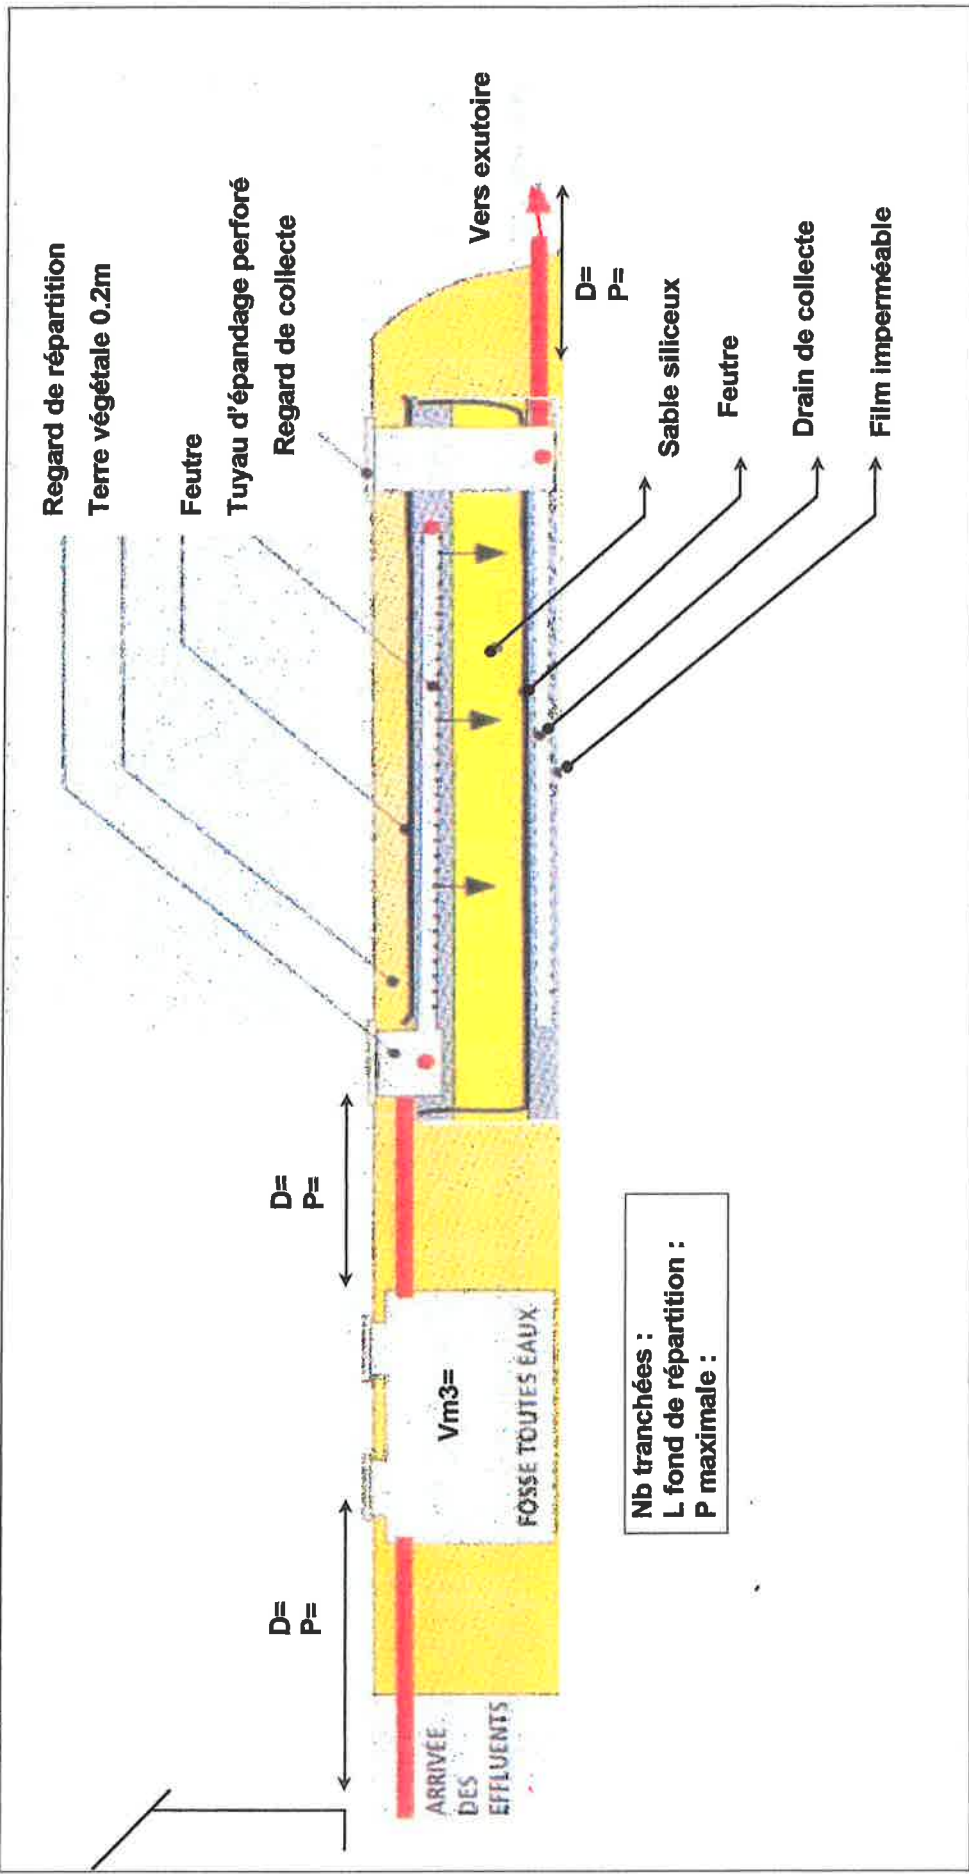 Regard de répartition
Terre végétale 0.2m
Feutre
Tuyau d'épandage perforé
Regard de collecte
Vers exutoire
D=
P=
D=
P=
D=
P=
ARRIVÉE
DES
EFFLUENTS
Vm3=
FOSSE TOUTES EAUX
Sable siliceux
Feutre
Drain de collecte
Film imperméable
Nb tranchées :
L fond de répartition :
P maximale :